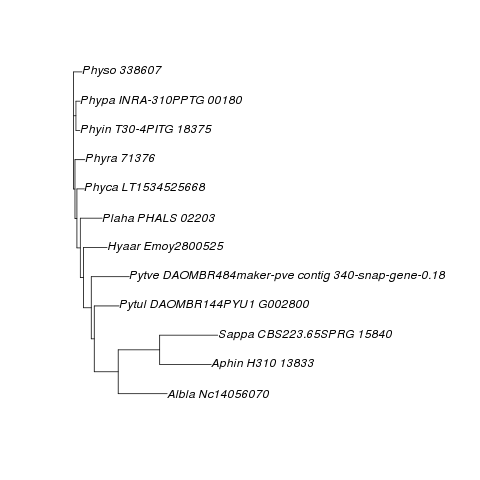 Physo 338607
Phypa INRA-310PPTG 00180
Phyin T30-4PITG 18375
Phyra 71376
Phyca LT1534525668
Plaha PHALS 02203
Hyaar Emoy2800525
Pytve DAOMBR484maker-pve contig 340-snap-gene-0.18
Pytul DAOMBR144PYU1 G002800
Sappa CBS223.65SPRG 15840
Aphin H310 13833
Albla Nc14056070